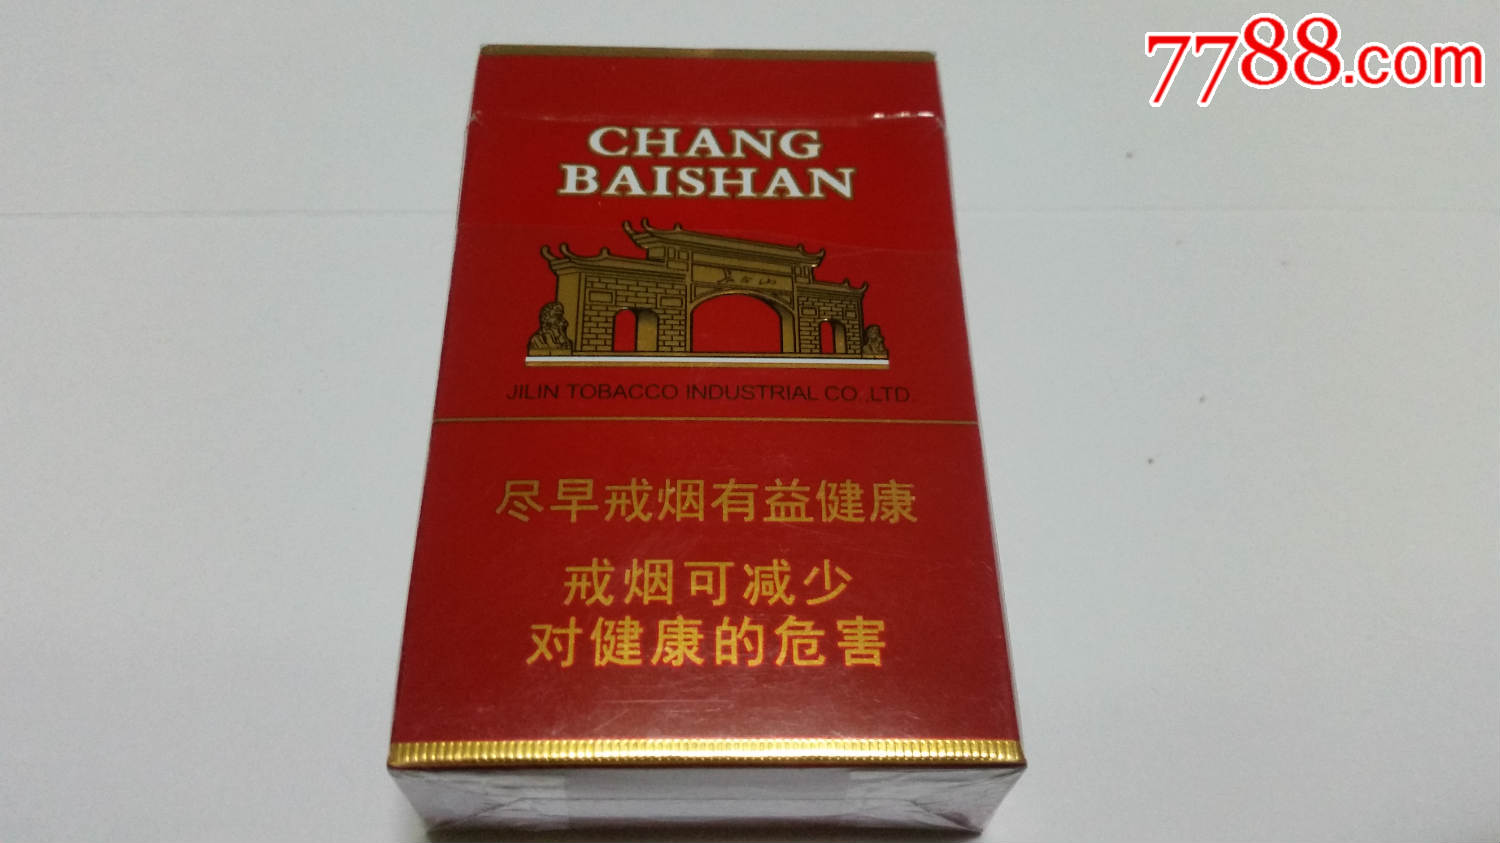 7788.com
CHANG
BAISHAN
JILIN TOBACCO INDUSTRIAL CO.,LTD.
尽早戒烟有益健康
戒烟可减少
对健康的危害